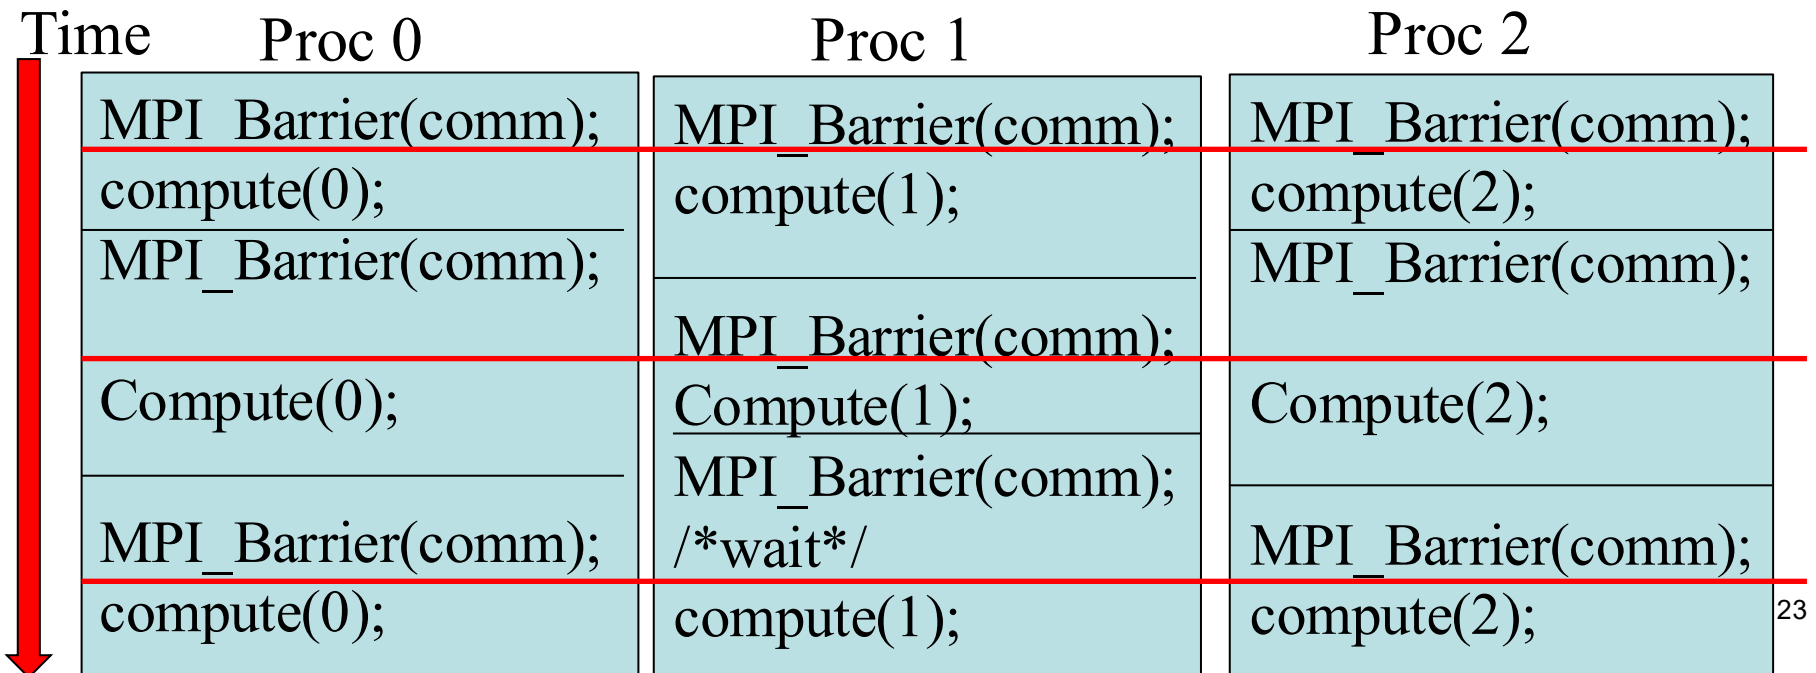 Time
Proc 0
MPI_Barrier(comm);
compute(0);
MPI_Barrier(comm);
Compute(0);
MPI_Barrier(comm);
compute(0);
Proc 1
MPI_Barrier(comm);
compute(1);
MPI_Barrier(comm);
Compute(1);
MPI_Barrier(comm);
/*wait*/
compute(1);
Proc 2
MPI_Barrier(comm);
compute(2);
MPI_Barrier(comm);
Compute(2);
MPI_Barrier(comm);
compute(2);
23